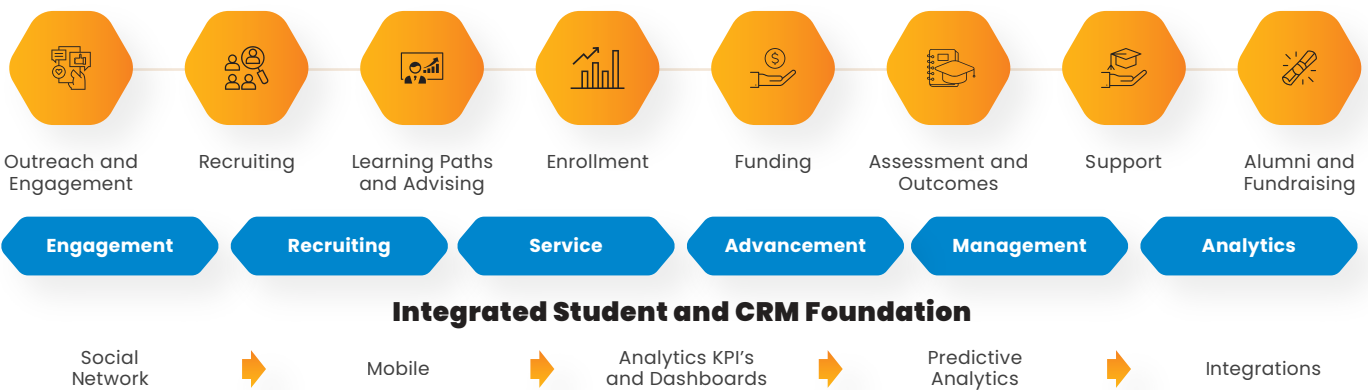 Outreach and
Engagement
Recruiting
Learning Paths
and Advising
Enrollment
Funding
Assessment and
Outcomes
Support
Alumni and
Fundraising
Engagement
Recruiting
Service
Advancement
Management
Analytics
Integrated Student and CRM Foundation
Social
Network
Mobile
Analytics KPI's
and Dashboards
Predictive
Analytics
Integrations